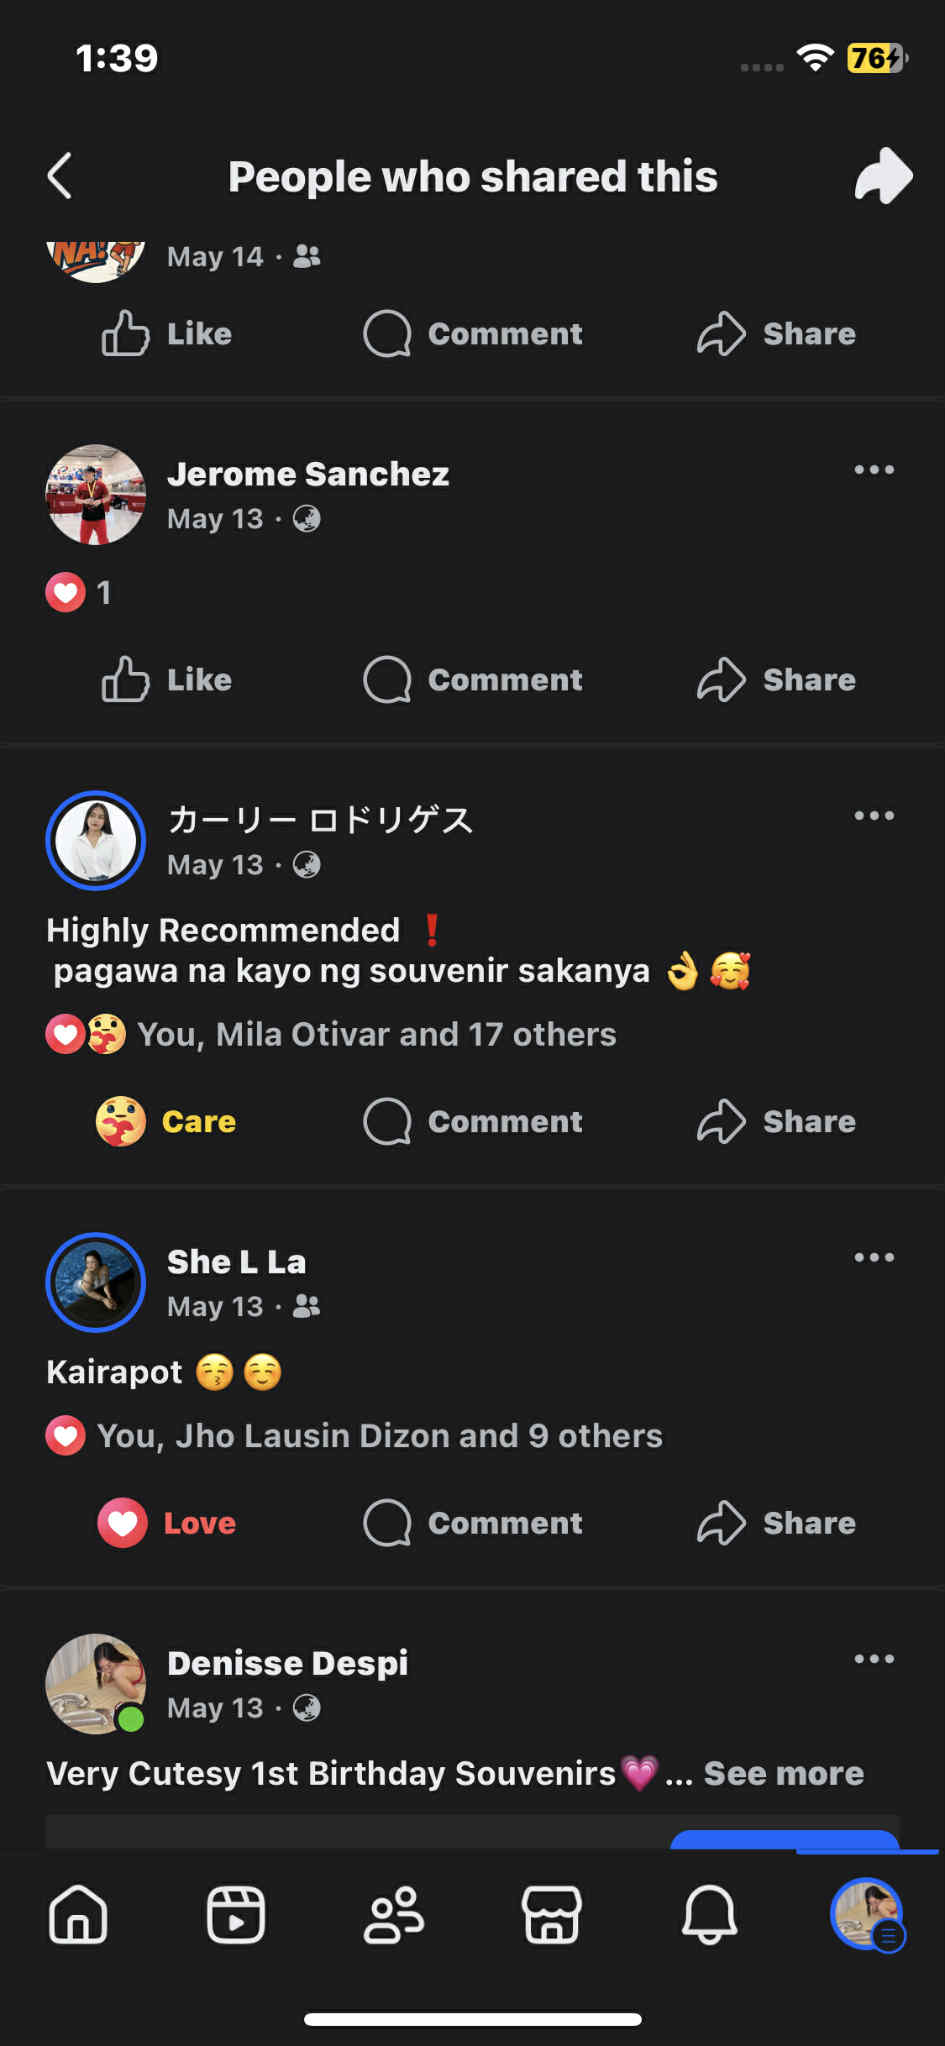 1:39
76
People who shared this
NA!
May 14 ·
Like Comment Share
Jerome Sanchez
May 13 ·
1
Like Comment Share
カーリー ロドリゲス
May 13 ·
Highly Recommended ❗
pagawa na kayo ng souvenir sakanya 👌🥰
You, Mila Otivar and 17 others
Care Comment Share
She L La
May 13 ·
Kairapot 😚☺️
You, Jho Lausin Dizon and 9 others
Love Comment Share
Denisse Despi
May 13 ·
Very Cutesy 1st Birthday Souvenirs💗... See more